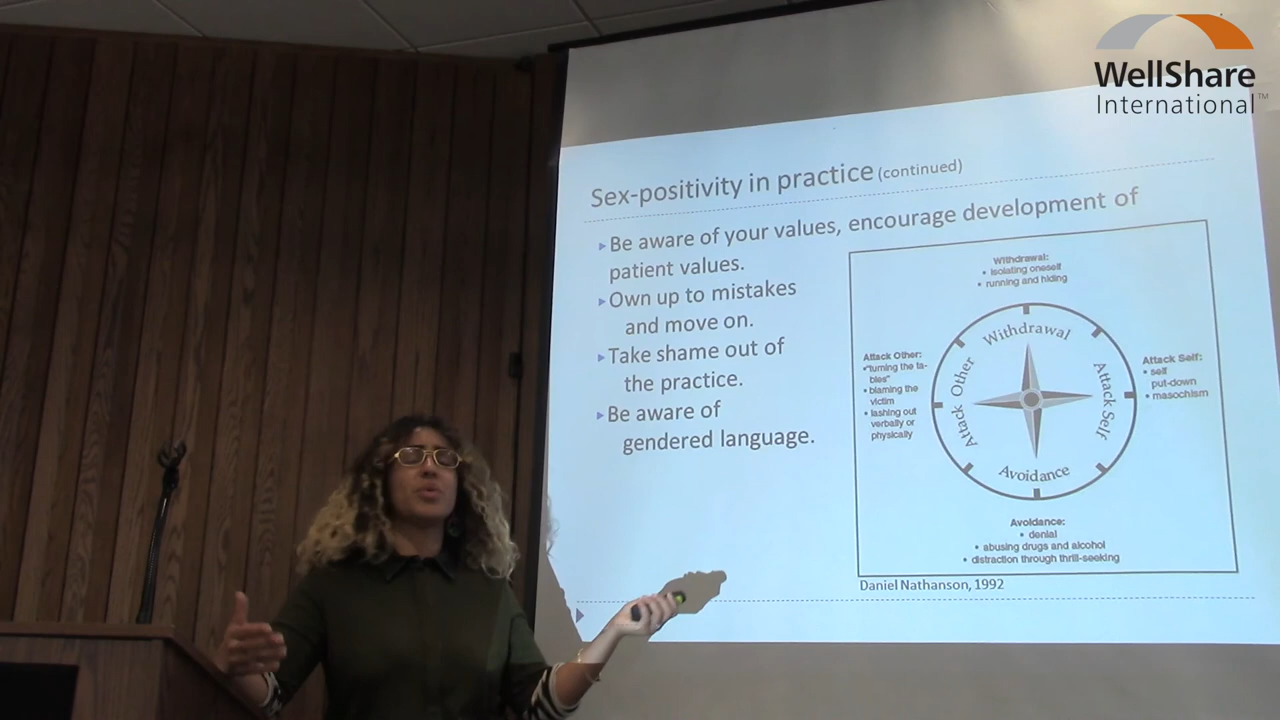 WellShare
International™
Sex-positivity in practice (continued)
Be aware of your values, encourage development of
patient values.
Own up to mistakes
and move on.
Take shame out of
the practice.
Be aware of
gendered language.
Withdrawal:
• isolating oneself
• running and hiding
Attack Other:
• "turning the ta-
bles"
• blaming the
victim
• lashing out
verbally or
physically
Withdrawal
Attack Other
Attack Self
Avoidance
Attack Self:
• self
put-down
• masochism
Avoidance:
• denial
• abusing drugs and alcohol
• distraction through thrill-seeking
Daniel Nathanson, 1992